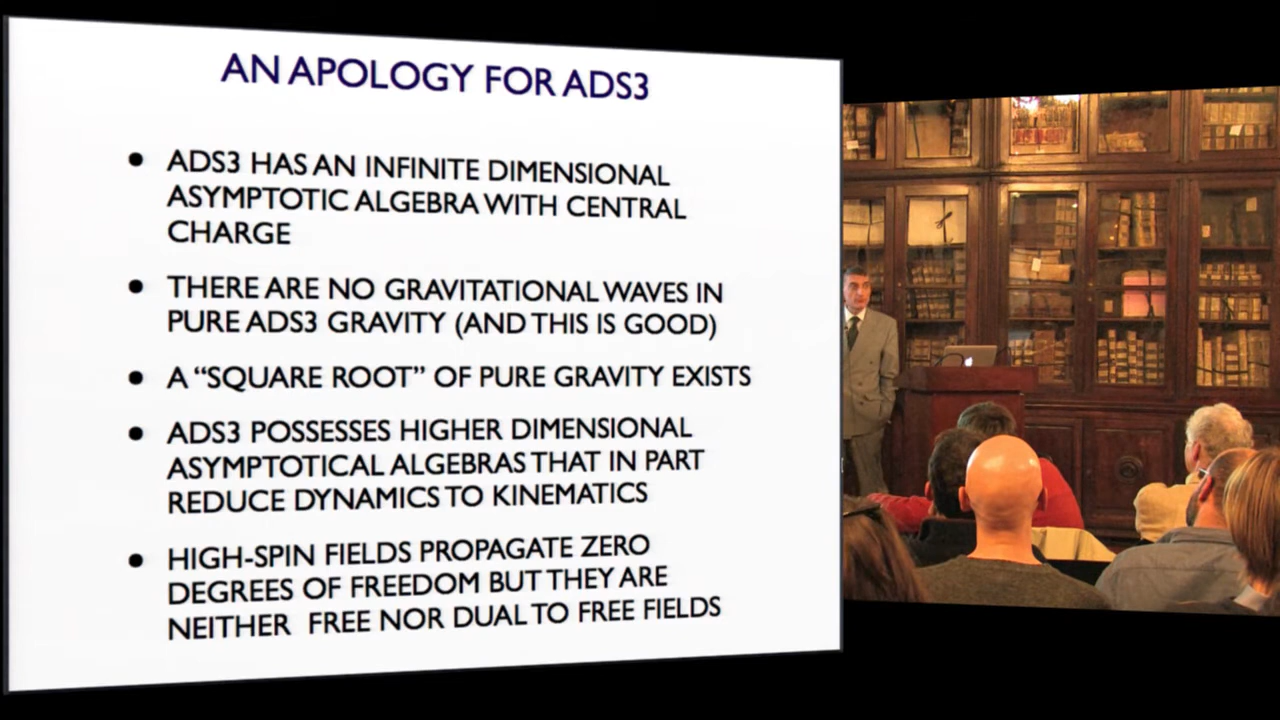 AN APOLOGY FOR ADS3
• ADS3 HAS AN INFINITE DIMENSIONAL
ASYMPTOTIC ALGEBRA WITH CENTRAL
CHARGE
• THERE ARE NO GRAVITATIONAL WAVES IN
PURE ADS3 GRAVITY (AND THIS IS GOOD)
• A “SQUARE ROOT” OF PURE GRAVITY EXISTS
• ADS3 POSSESSES HIGHER DIMENSIONAL
ASYMPTOTICAL ALGEBRAS THAT IN PART
REDUCE DYNAMICS TO KINEMATICS
• HIGH-SPIN FIELDS PROPAGATE ZERO
DEGREES OF FREEDOM BUT THEY ARE
NEITHER FREE NOR DUAL TO FREE FIELDS